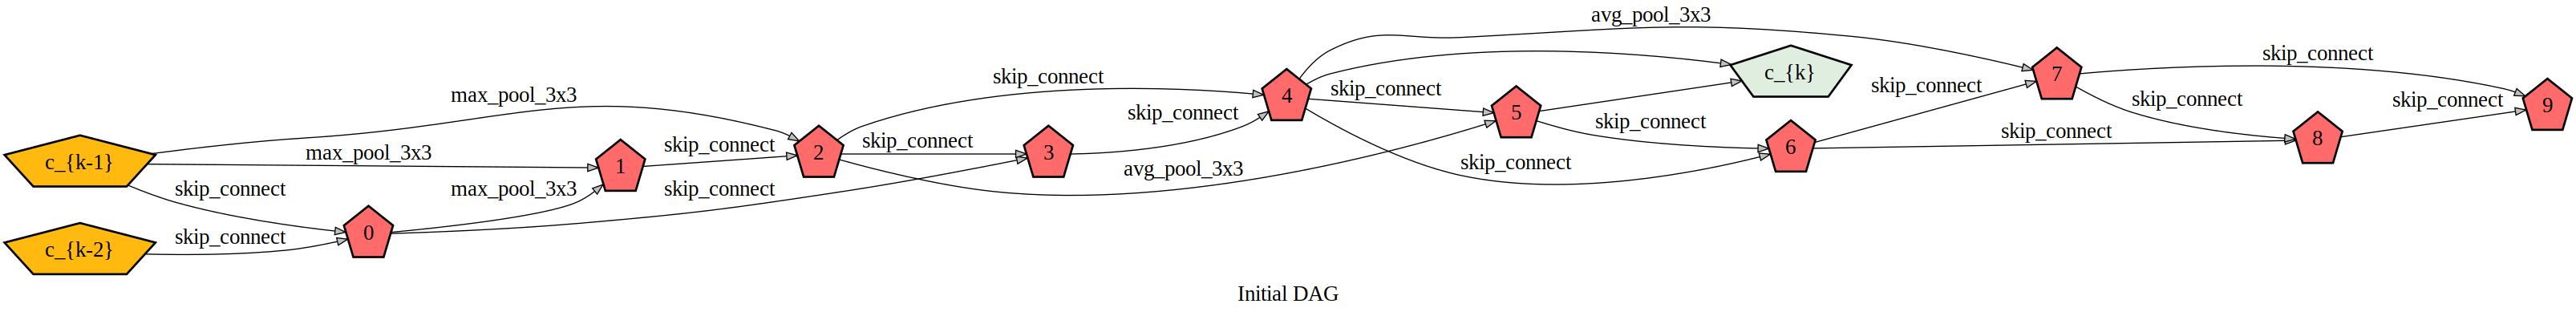 avg_pool_3x3
skip_connect
c_{k}
7
skip_connect
skip_connect
4
skip_connect
skip_connect
max_pool_3x3
skip_connect
skip_connect
9
skip_connect
5
skip_connect
skip_connect
8
max_pool_3x3
skip_connect
2
skip_connect
3
6
c_{k-1}
1
avg_pool_3x3
skip_connect
skip_connect
max_pool_3x3
skip_connect
skip_connect
0
c_{k-2}
Initial DAG